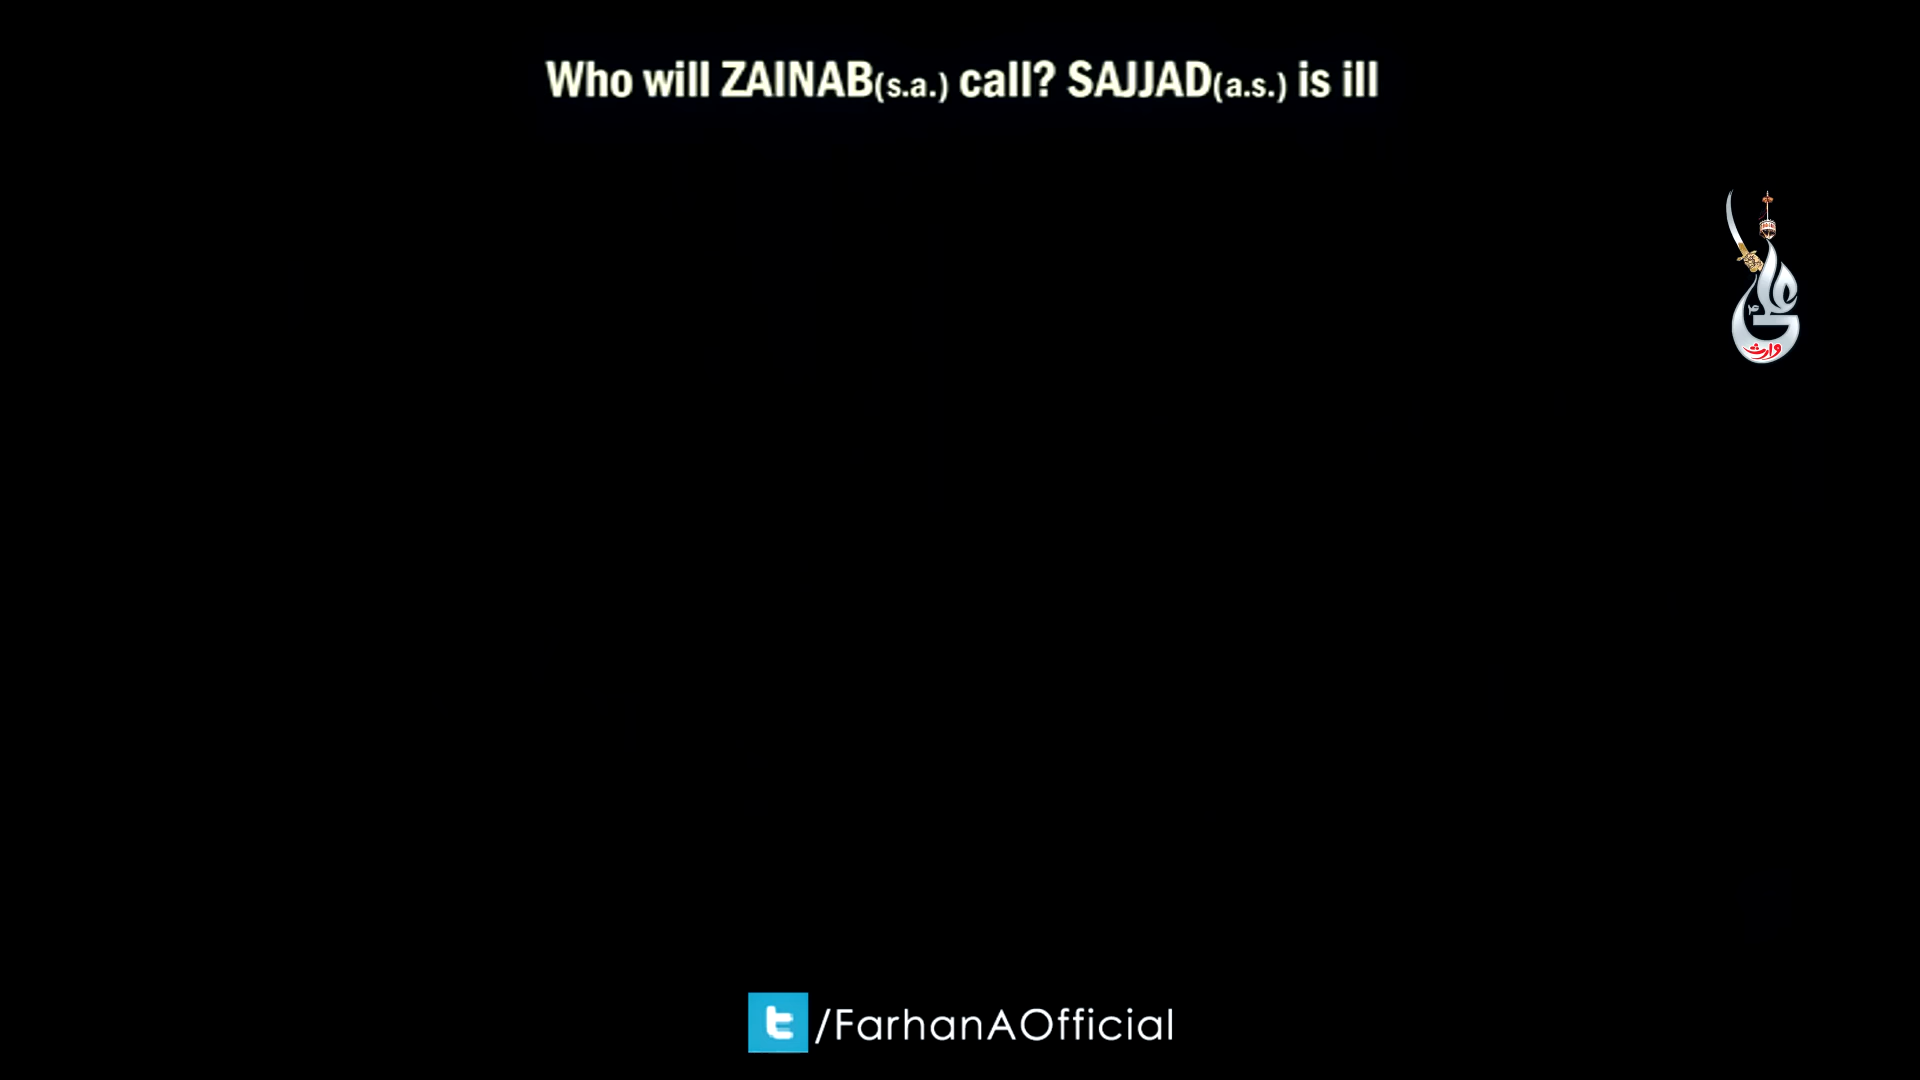 Who will ZAINAB(s.a.) call? SAJJAD(a.s.) is ill
علی
وارث
/FarhanAOfficial